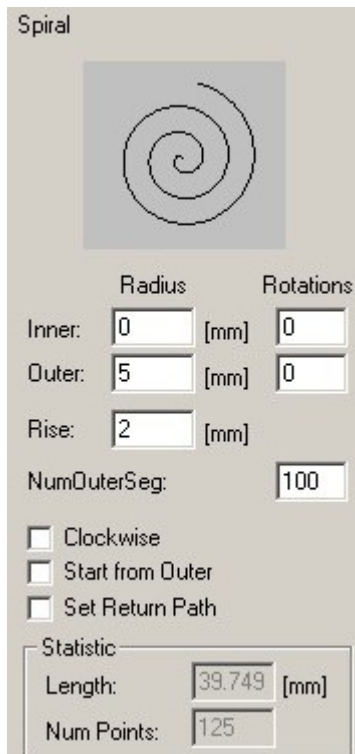 Spiral
Radius Rotations
Inner: 0 [mm] 0
Outer: 5 [mm] 0
Rise: 2 [mm]
NumOuterSeg: 100
Clockwise
Start from Outer
Set Return Path
Statistic
Length: 39.749 [mm]
Num Points: 125